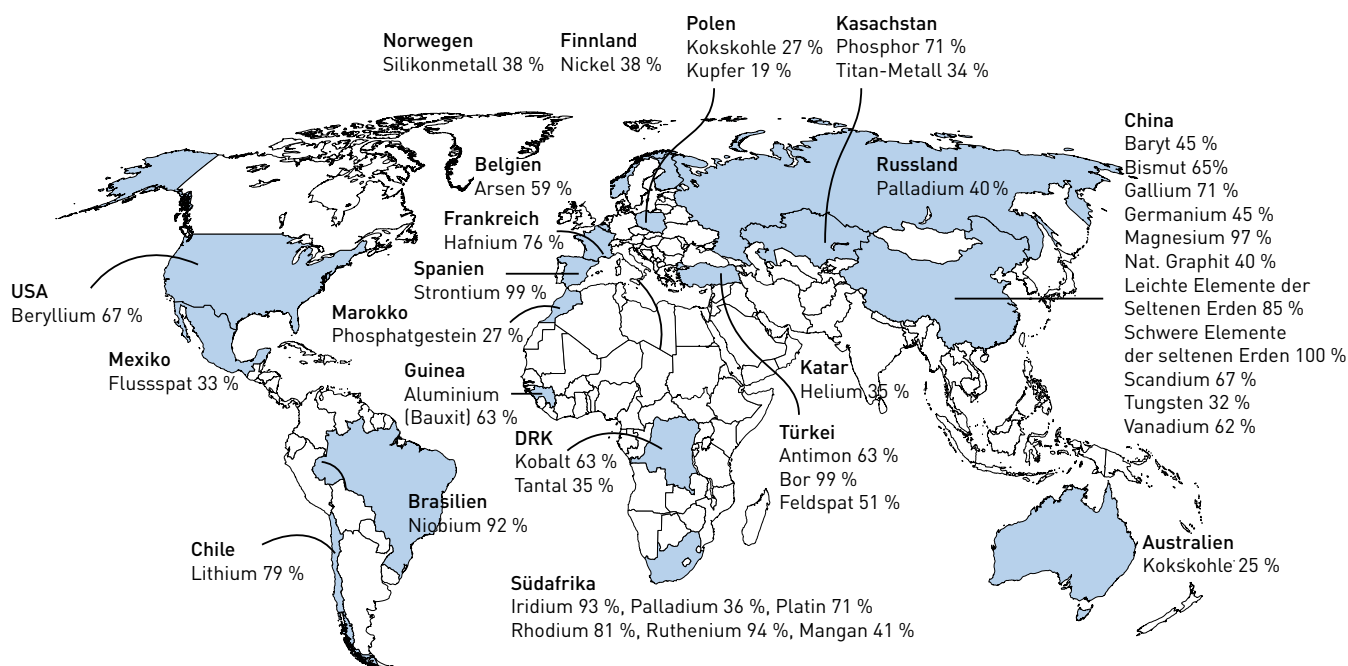 Norwegen
Silikonmetall 38 %
Finnland
Nickel 38 %
Polen
Kokskohle 27 %
Kupfer 19 %
Kasachstan
Phosphor 71 %
Titan-Metall 34 %
China
Baryt 45 %
Bismut 65%
Gallium 71 %
Germanium 45 %
Magnesium 97 %
Nat. Graphit 40 %
Leichte Elemente der
Seltenen Erden 85 %
Schwere Elemente
der seltenen Erden 100 %
Scandium 67 %
Tungsten 32 %
Vanadium 62 %
Belgien
Arsen 59 %
Russland
Palladium 40%
Frankreich
Hafnium 76 %
Spanien
Strontium 99 %
USA
Beryllium 67 %
Marokko
Phosphatgestein 27 %
Mexiko
Flussspat 33 %
Guinea
Aluminium
(Bauxit) 63 %
Katar
Helium 35 %
DRK
Kobalt 63 %
Tantal 35 %
Türkei
Antimon 63 %
Bor 99 %
Feldspat 51 %
Brasilien
Niobium 92 %
Chile
Lithium 79 %
Australien
Kokskohle 25 %
Südafrika
Iridium 93 %, Palladium 36 %, Platin 71 %
Rhodium 81 %, Ruthenium 94 %, Mangan 41 %